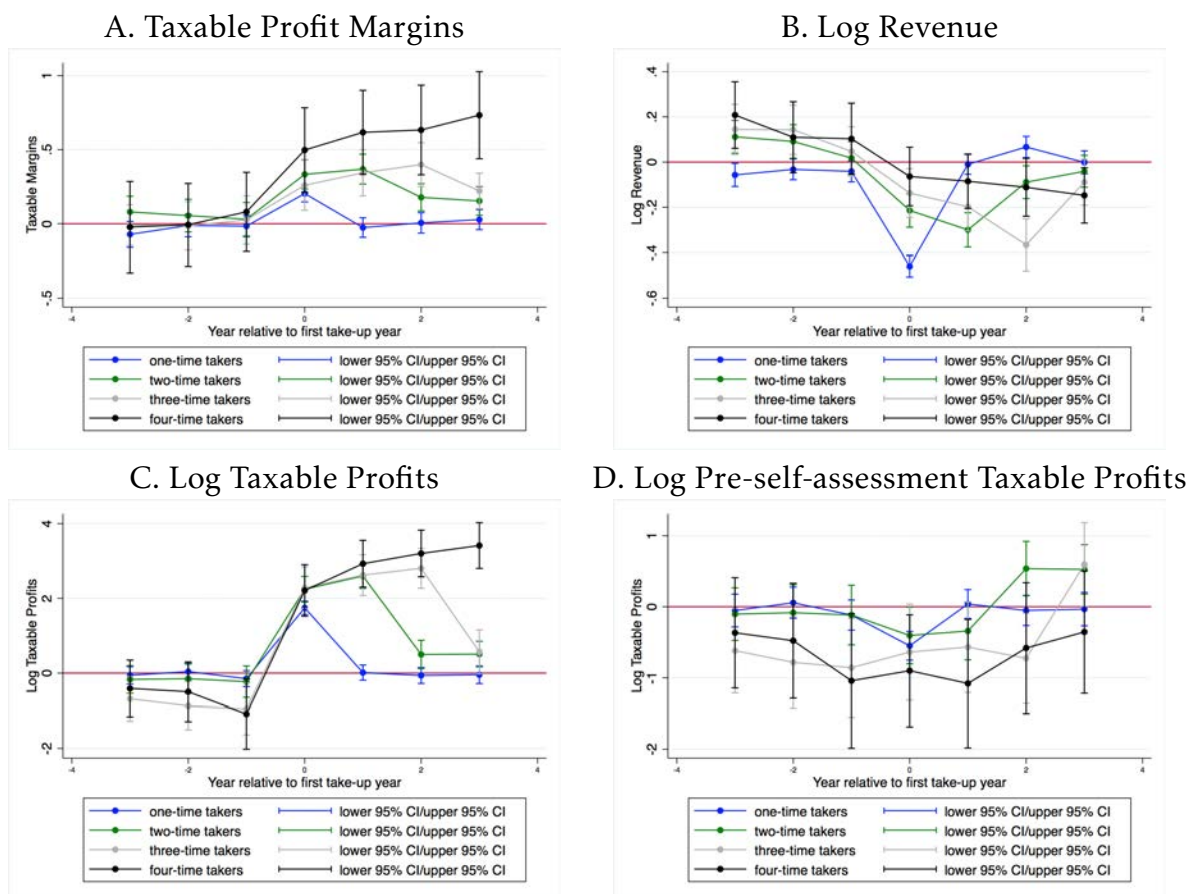 A. Taxable Profit Margins
Taxable Margins
1
.5
0
-.5
-4
-2
0
2
4
Year relative to first take-up year
one-time takers
lower 95% CI/upper 95% CI
two-time takers
lower 95% CI/upper 95% CI
three-time takers
lower 95% CI/upper 95% CI
four-time takers
lower 95% CI/upper 95% CI
B. Log Revenue
Log Revenue
.4
.2
0
-.2
-.4
-.6
-4
-2
0
2
4
Year relative to first take-up year
one-time takers
lower 95% CI/upper 95% CI
two-time takers
lower 95% CI/upper 95% CI
three-time takers
lower 95% CI/upper 95% CI
four-time takers
lower 95% CI/upper 95% CI
C. Log Taxable Profits
Log Taxable Profits
4
2
0
-2
-4
-2
0
2
4
Year relative to first take-up year
one-time takers
lower 95% CI/upper 95% CI
two-time takers
lower 95% CI/upper 95% CI
three-time takers
lower 95% CI/upper 95% CI
four-time takers
lower 95% CI/upper 95% CI
D. Log Pre-self-assessment Taxable Profits
Log Taxable Profits
1
0
-1
-2
-4
-2
0
2
4
Year relative to first take-up year
one-time takers
lower 95% CI/upper 95% CI
two-time takers
lower 95% CI/upper 95% CI
three-time takers
lower 95% CI/upper 95% CI
four-time takers
lower 95% CI/upper 95% CI